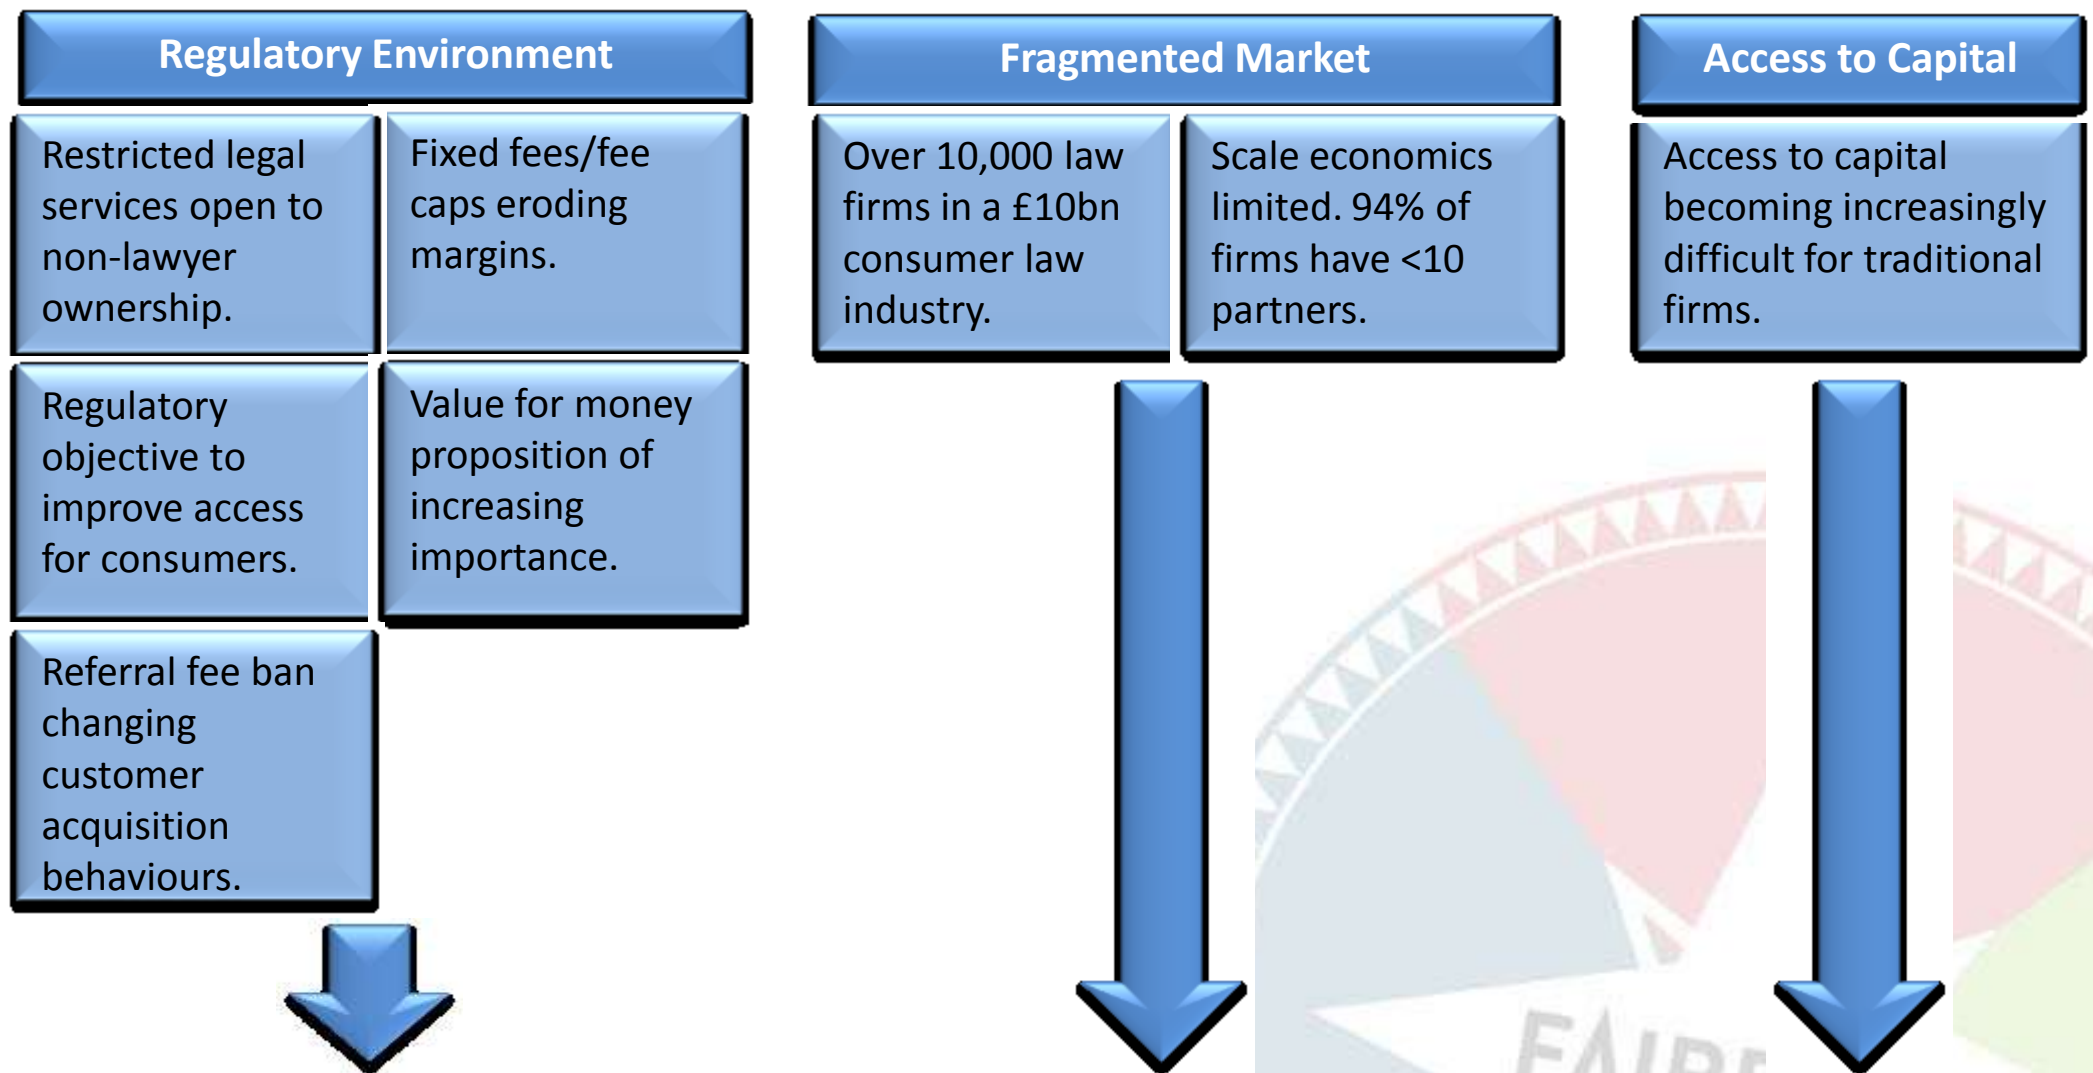 Regulatory Environment
Restricted legal
services open to
non-lawyer
ownership.
Fixed fees/fee
caps eroding
margins.
Regulatory
objective to
improve access
for consumers.
Value for money
proposition of
increasing
importance.
Referral fee ban
changing
customer
acquisition
behaviours.
Fragmented Market
Over 10,000 law
firms in a £10bn
consumer law
industry.
Scale economics
limited. 94% of
firms have <10
partners.
Access to Capital
Access to capital
becoming increasingly
difficult for traditional
firms.